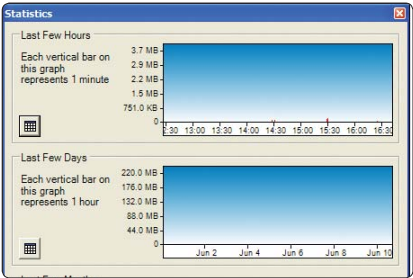 Statistics
Last Few Hours
Each vertical bar on
this graph
represents 1 minute
3.7 MB
2.9 MB
2.2 MB
1.5 MB
751.0 KB
0
2:30 13:00 13:30 14:00 14:30 15:00 15:30 16:00 16:30
Last Few Days
Each vertical bar on
this graph
represents 1 hour
220.0 MB
176.0 MB
132.0 MB
88.0 MB
44.0 MB
0
Jun 2 Jun 4 Jun 6 Jun 8 Jun 10